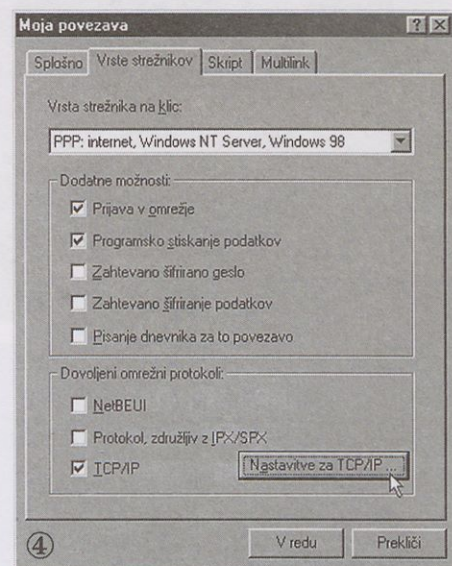 Moja povezava
Splošno Vrste strežnikov Skript Multilink
Vrsta strežnika na klic:
PPP: internet, Windows NT Server, Windows 98
Dodatne možnosti:
Prijava v omrežje
Programsko stiskanje podatkov
Zahtevano šifrirano geslo
Zahtevano šifriranje podatkov
Pisanje dnevnika za to povezavo
Dovoljeni omrežni protokoli:
NetBEUI
Protokol, združljiv z IPX/SPX
TCP/IP Nastavitve za TCP/IP ...
④ V redu Prekliči